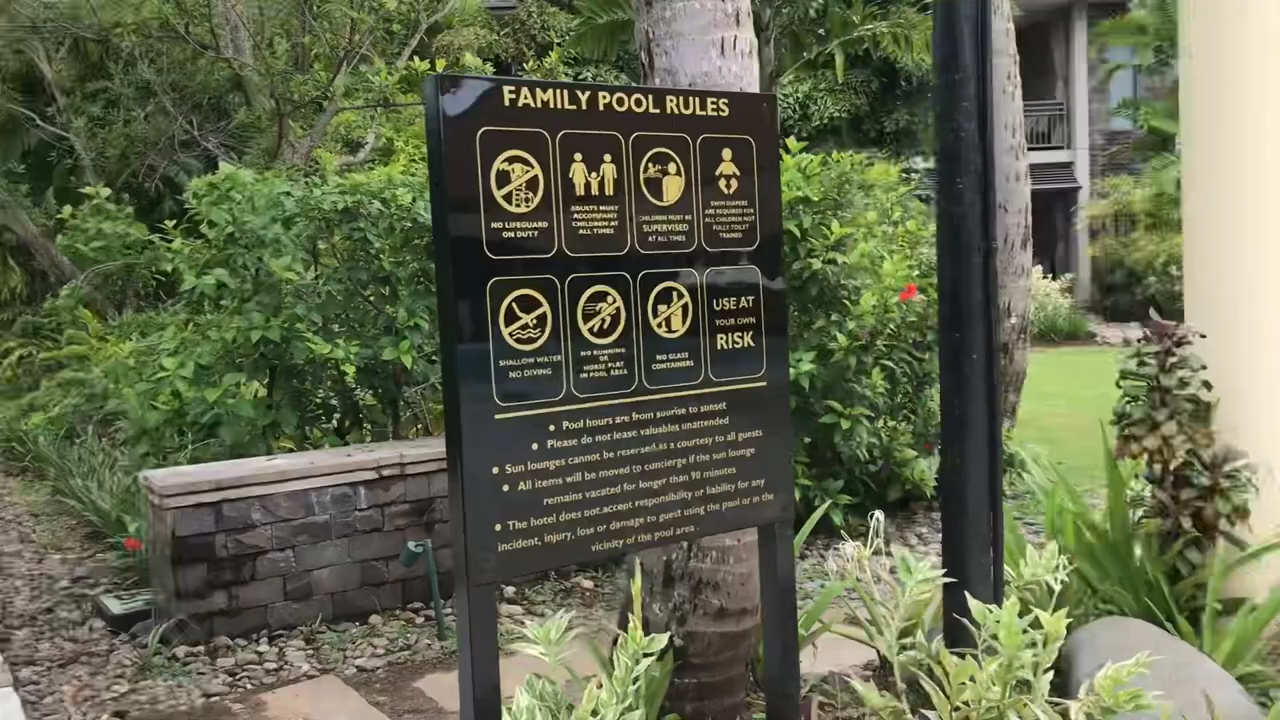 FAMILY POOL RULES
NO LIFEGUARD
ON DUTY
ADULTS MUST
ACCOMPANY
CHILDREN AT
ALL TIMES
CHILDREN MUST BE
SUPERVISED
AT ALL TIMES
SWIM DIAPERS
ARE REQUIRED FOR
ALL CHILDREN NOT
FULLY TOILET
TRAINED
SHALLOW WATER
NO DIVING
NO RUNNING
OR
HORSE PLAY
IN POOL AREA
NO GLASS
CONTAINERS
USE AT
YOUR OWN
RISK
• Pool hours are from sunrise to sunset
• Please do not lease valuables unattended
• Sun lounges cannot be reserved as a courtesy to all guests
• All items will be moved to concierge if the sun lounge
remains vacated for longer than 90 minutes
• The hotel does not accept responsibility or liability for any
incident, injury, loss or damage to guest using the pool or in the
vicinity of the pool area .